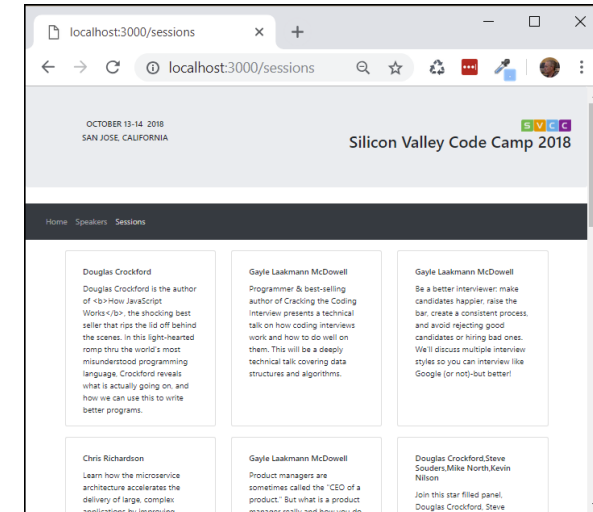 localhost:3000/sessions
localhost:3000/sessions
OCTOBER 13-14 2018
SAN JOSE, CALIFORNIA
S V C C
Silicon Valley Code Camp 2018
Home Speakers Sessions
Douglas Crockford
Douglas Crockford is the author
of <b>How JavaScript
Works</b>, the shocking best
seller that rips the lid off behind
the scenes. In this light-hearted
romp thru the world's most
misunderstood programming
language, Crockford reveals
what is actually going on, and
how we can use this to write
better programs.
Gayle Laakmann McDowell
Programmer & best-selling
author of Cracking the Coding
Interview presents a technical
talk on how coding interviews
work and how to do well on
them. This will be a deeply
technical talk covering data
structures and algorithms.
Gayle Laakmann McDowell
Be a better interviewer: make
candidates happier, raise the
bar, create a consistent process,
and avoid rejecting good
candidates or hiring bad ones.
We'll discuss multiple interview
styles so you can interview like
Google (or not)-but better!
Chris Richardson
Learn how the microservice
architecture accelerates the
delivery of large, complex
applications by improving
Gayle Laakmann McDowell
Product managers are
sometimes called the "CEO of a
product." But what is a product
manager really and how you do
Douglas Crockford,Steve
Souders,Mike North,Kevin
Nilson
Join this star filled panel,
Douglas Crockford, Steve